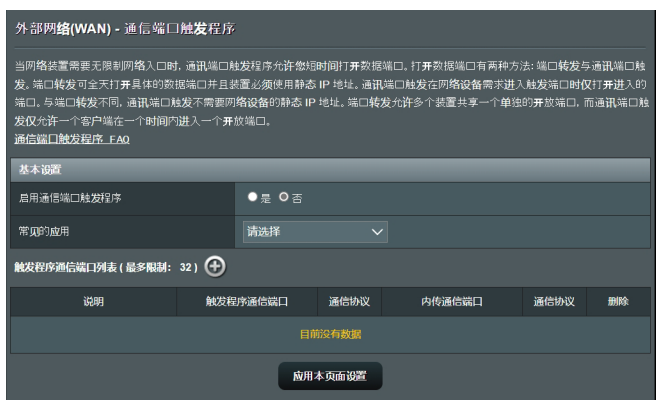 外部网络(WAN) - 通信端口触发程序
当网络装置需要无限制网络入口时, 通讯端口触发程序允许您短时间打开数据端口。打开数据端口有两种方法: 端口转发与通讯端口触
发。端口转发可全天打开具体的数据端口并且装置必须使用静态 IP 地址。通讯端口触发在网络设备需求进入触发端口时仅打开进入的
端口。与端口转发不同, 通讯端口触发不需要网络设备的静态 IP 地址。端口转发允许多个装置共享一个单独的开放端口, 而通讯端口触
发仅允许一个客户端在一个时间内进入一个开放端口。
通信端口触发程序 FAQ
基本设置
启用通信端口触发程序 是 否
常见的应用 请选择
触发程序通信端口列表 ( 最多限制: 32 )
说明 触发程序通信端口 通信协议 内传通信端口 通信协议 删除
目前没有数据
应用本页面设置